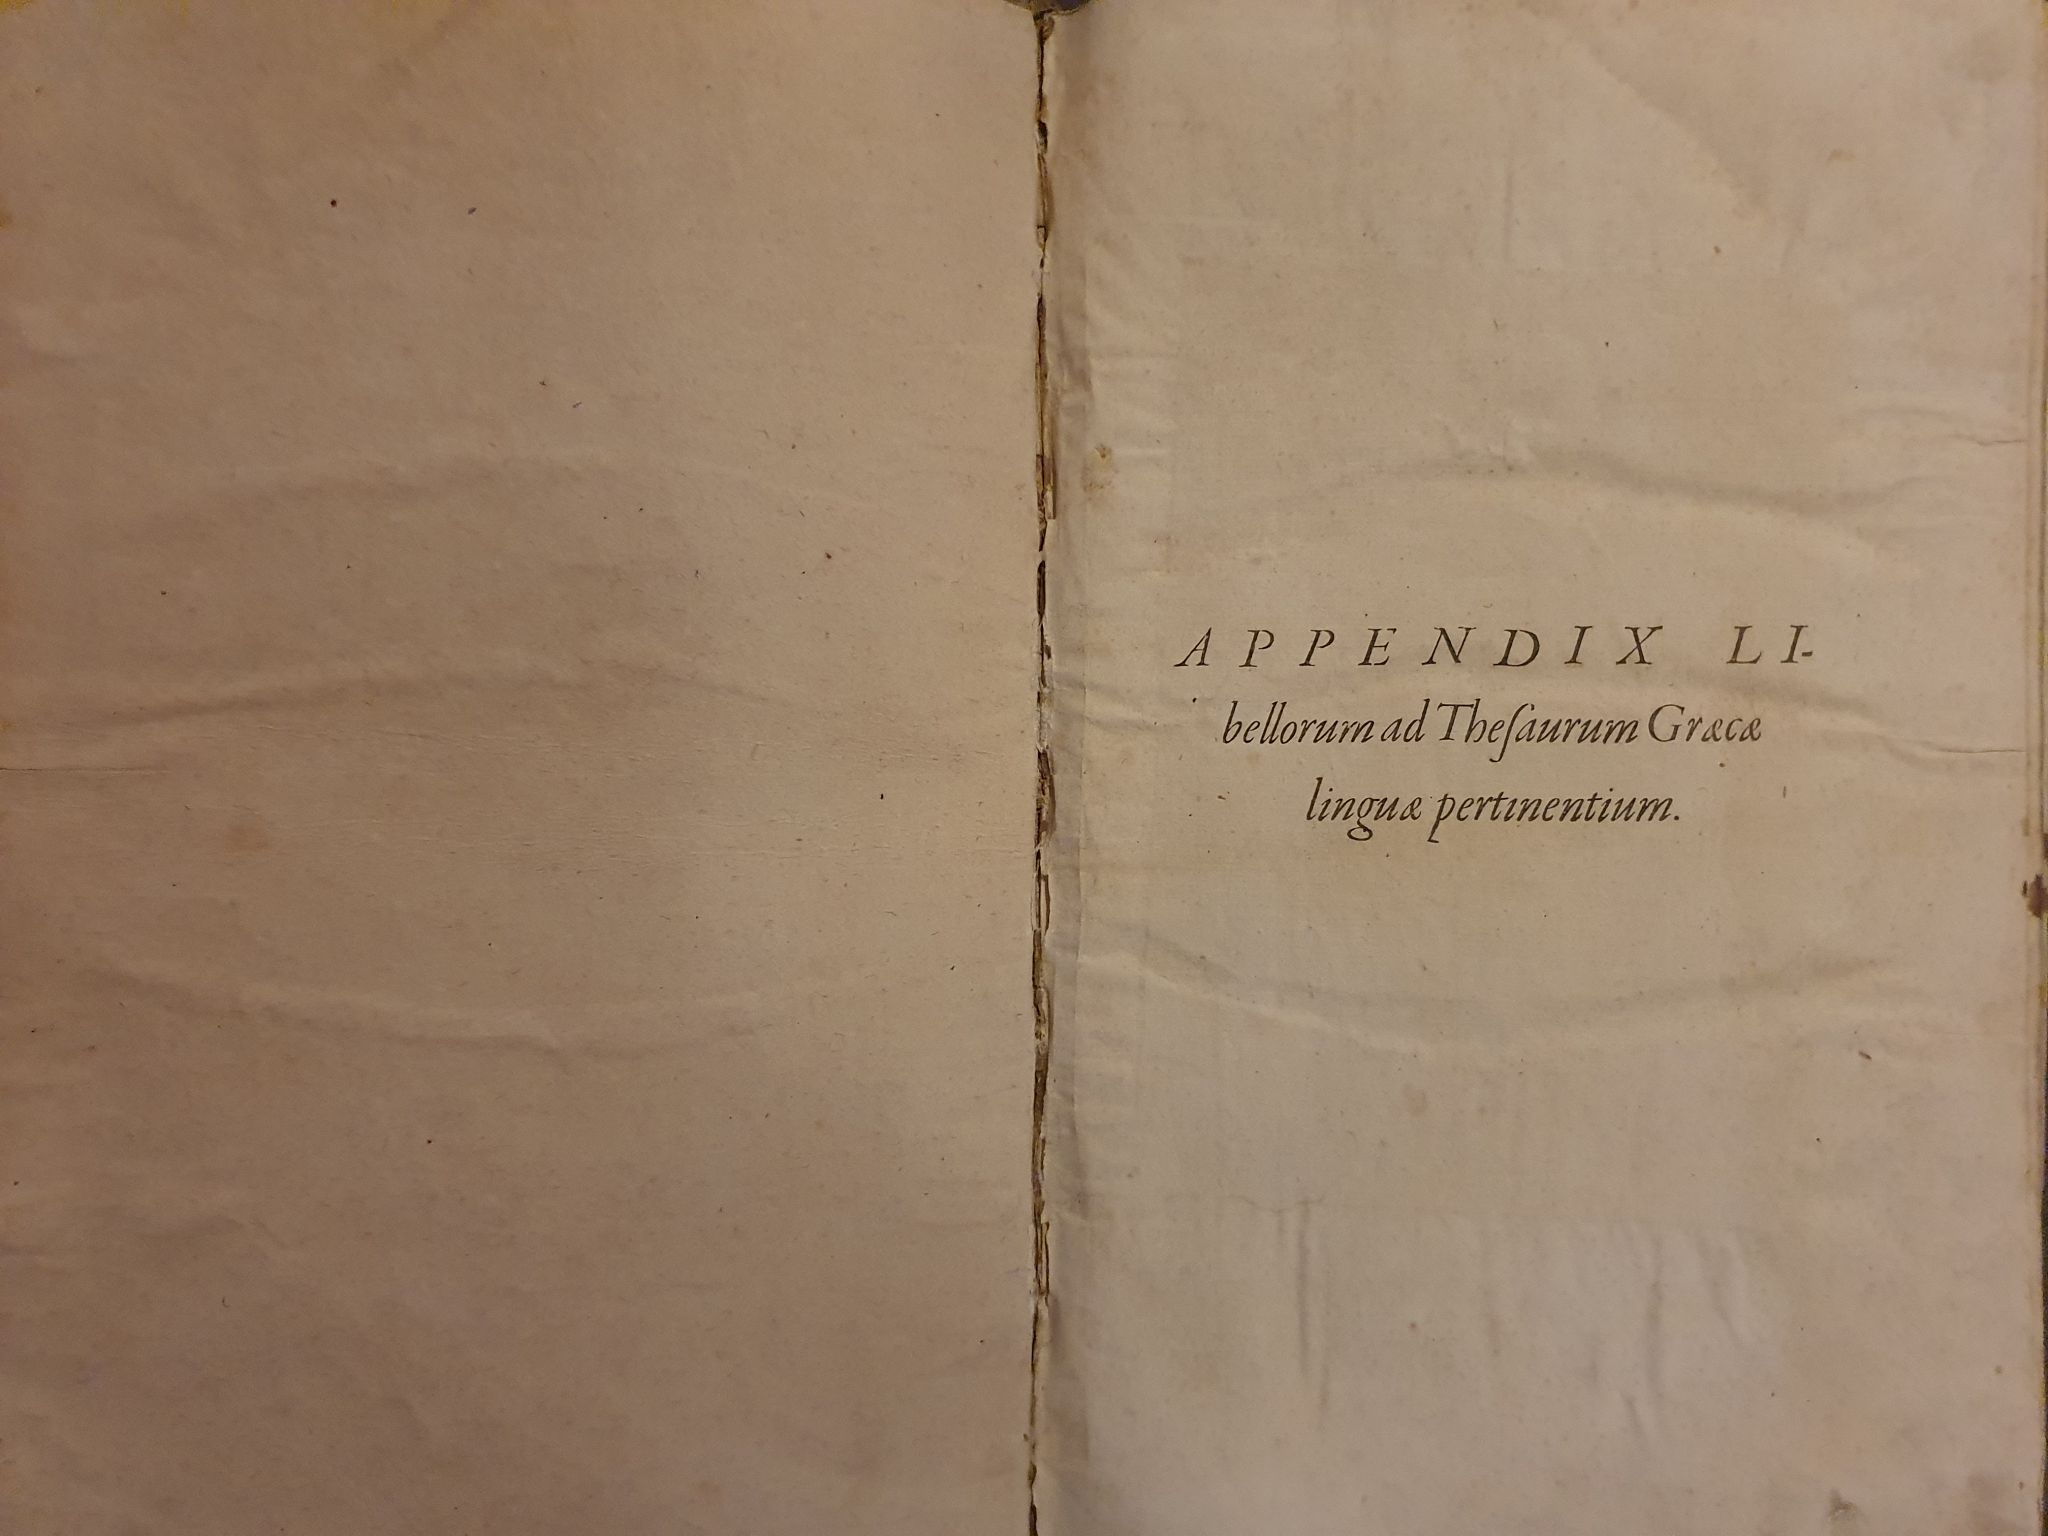 APPENDIX LI-
bellorum ad Theſaurum Græcæ
linguæ pertinentium.